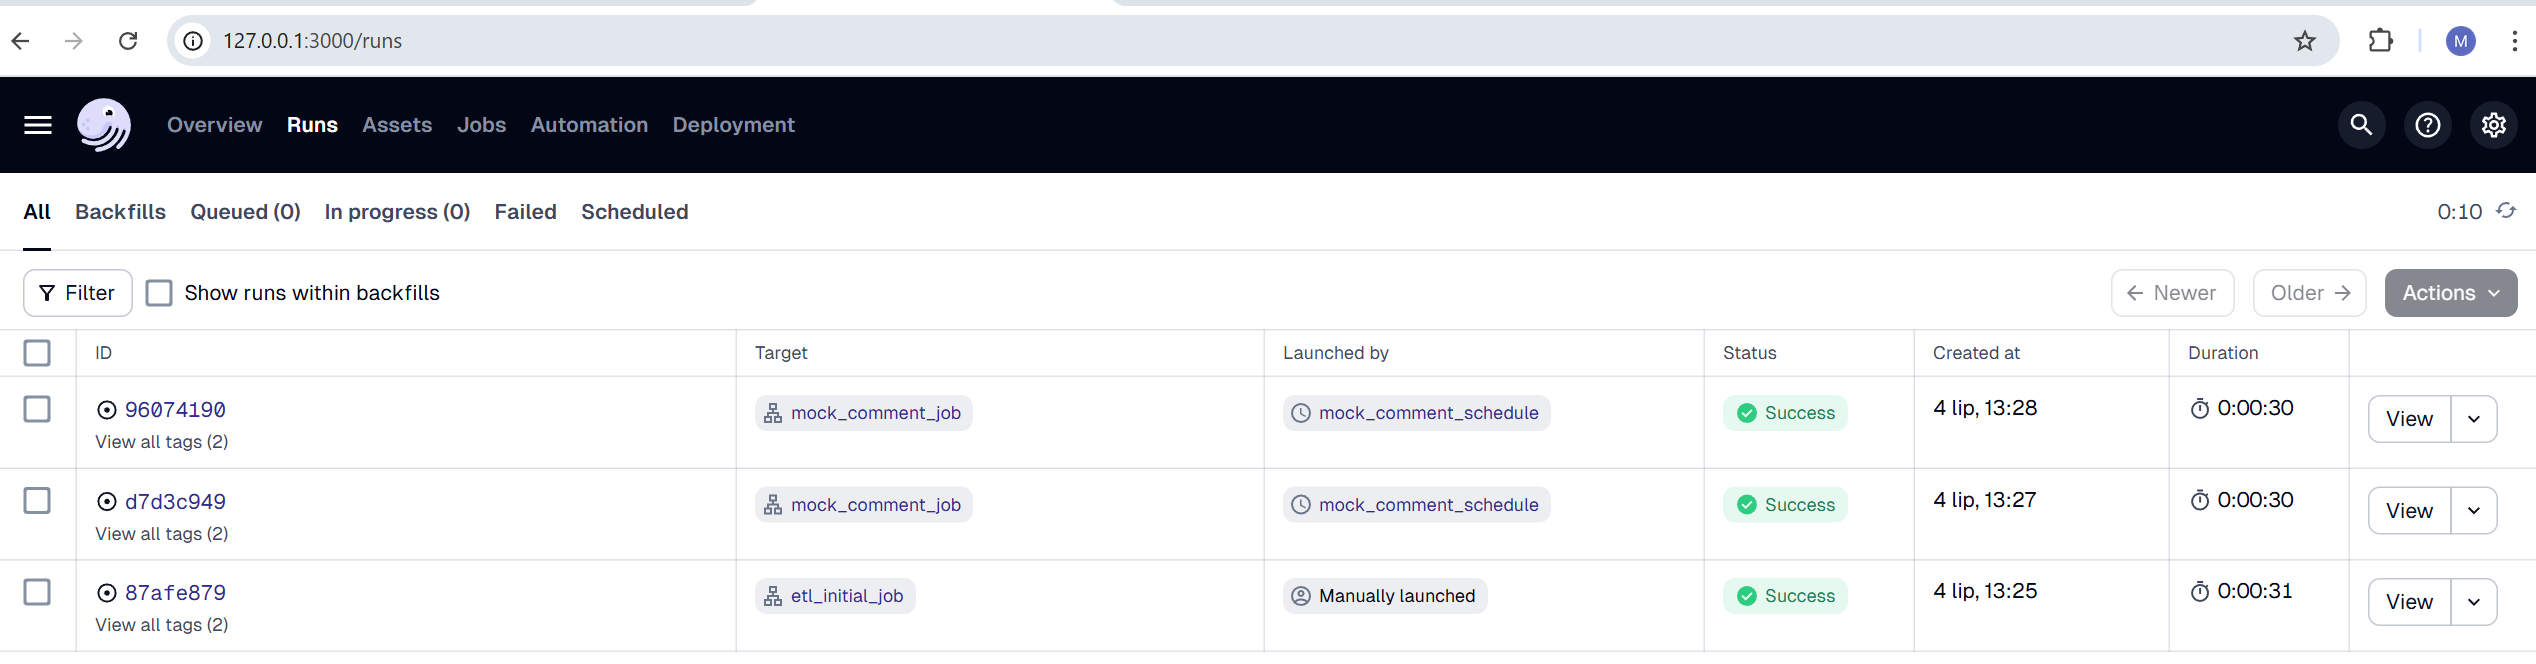 127.0.0.1:3000/runs
M
Overview Runs Assets Jobs Automation Deployment
All Backfills Queued (0) In progress (0) Failed Scheduled 0:10
Filter Show runs within backfills Newer Older Actions
ID Target Launched by Status Created at Duration
96074190 mock_comment_job mock_comment_schedule Success 4 lip, 13:28 0:00:30 View
View all tags (2)
d7d3c949 mock_comment_job mock_comment_schedule Success 4 lip, 13:27 0:00:30 View
View all tags (2)
87afe879 etl_initial_job Manually launched Success 4 lip, 13:25 0:00:31 View
View all tags (2)